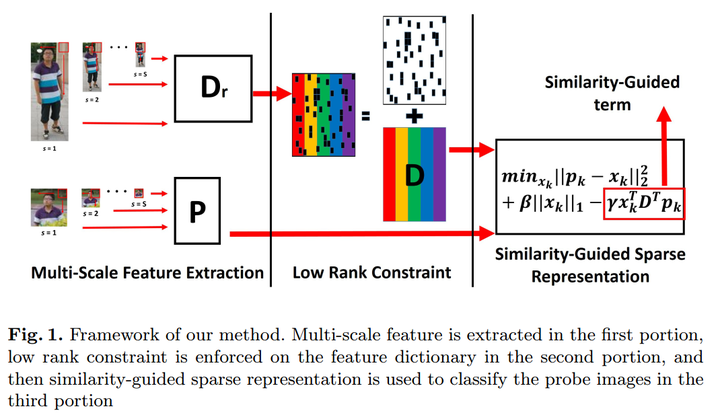 s = 1
s = 2
• • •
s = S
D_r
s = 1
s = 2
• • •
s = S
P
Multi-Scale Feature Extraction
=
+
D
Low Rank Constraint
Similarity-Guided
term
min_{x_k}||p_k − x_k||_2^2
+ β||x_k||_1 − γx_k^T D^T p_k
Similarity-Guided Sparse
Representation
Fig. 1. Framework of our method. Multi-scale feature is extracted in the first portion,
low rank constraint is enforced on the feature dictionary in the second portion, and
then similarity-guided sparse representation is used to classify the probe images in the
third portion